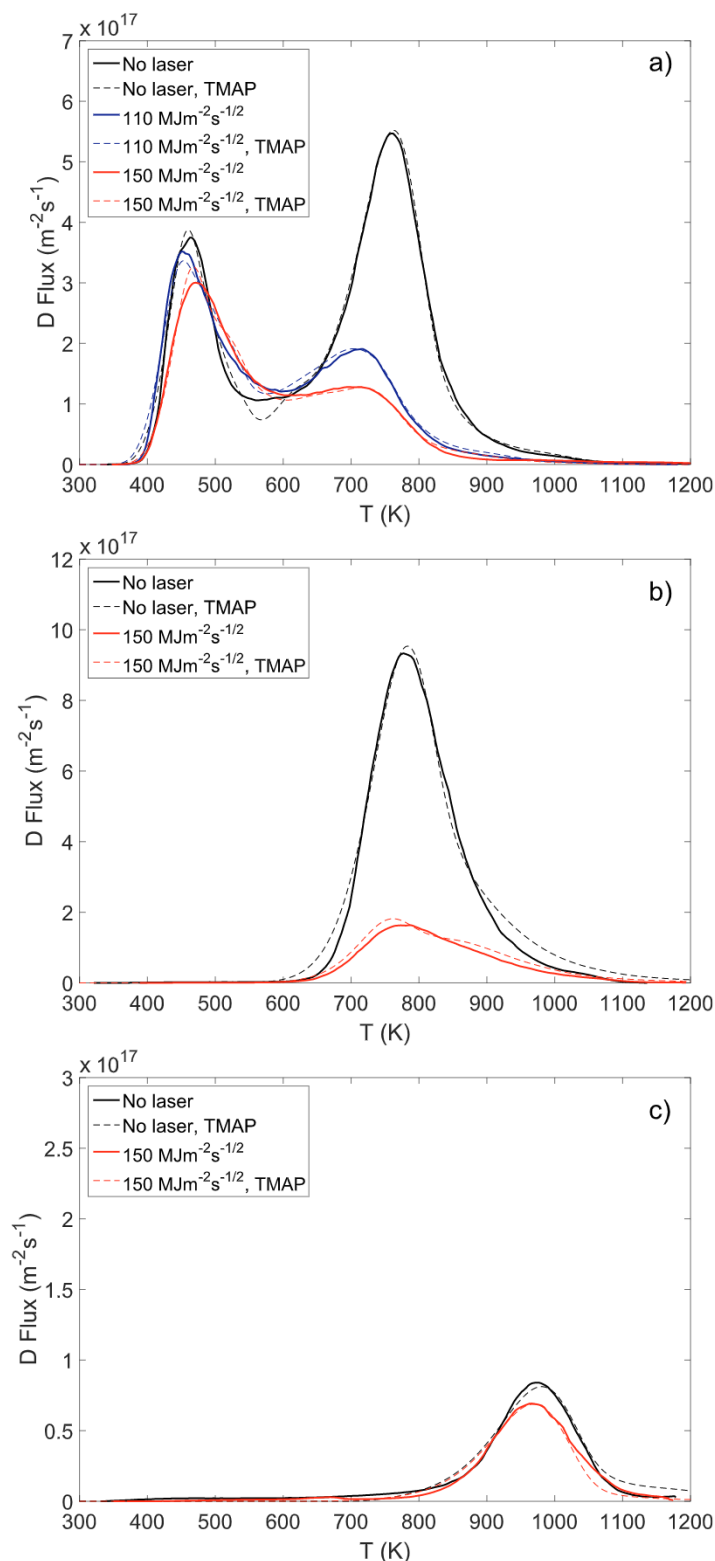 x 10^17
7
6
5
4
3
2
1
0
D Flux (m^-2s^-1)
No laser
No laser, TMAP
110 MJm^-2s^-1/2
110 MJm^-2s^-1/2, TMAP
150 MJm^-2s^-1/2
150 MJm^-2s^-1/2, TMAP
a)
300 400 500 600 700 800 900 1000 1100 1200
T (K)
x 10^17
12
10
8
6
4
2
0
D Flux (m^-2s^-1)
No laser
No laser, TMAP
150 MJm^-2s^-1/2
150 MJm^-2s^-1/2, TMAP
b)
300 400 500 600 700 800 900 1000 1100 1200
T (K)
x 10^17
3
2.5
2
1.5
1
0.5
0
D Flux (m^-2s^-1)
No laser
No laser, TMAP
150 MJm^-2s^-1/2
150 MJm^-2s^-1/2, TMAP
c)
300 400 500 600 700 800 900 1000 1100 1200
T (K)